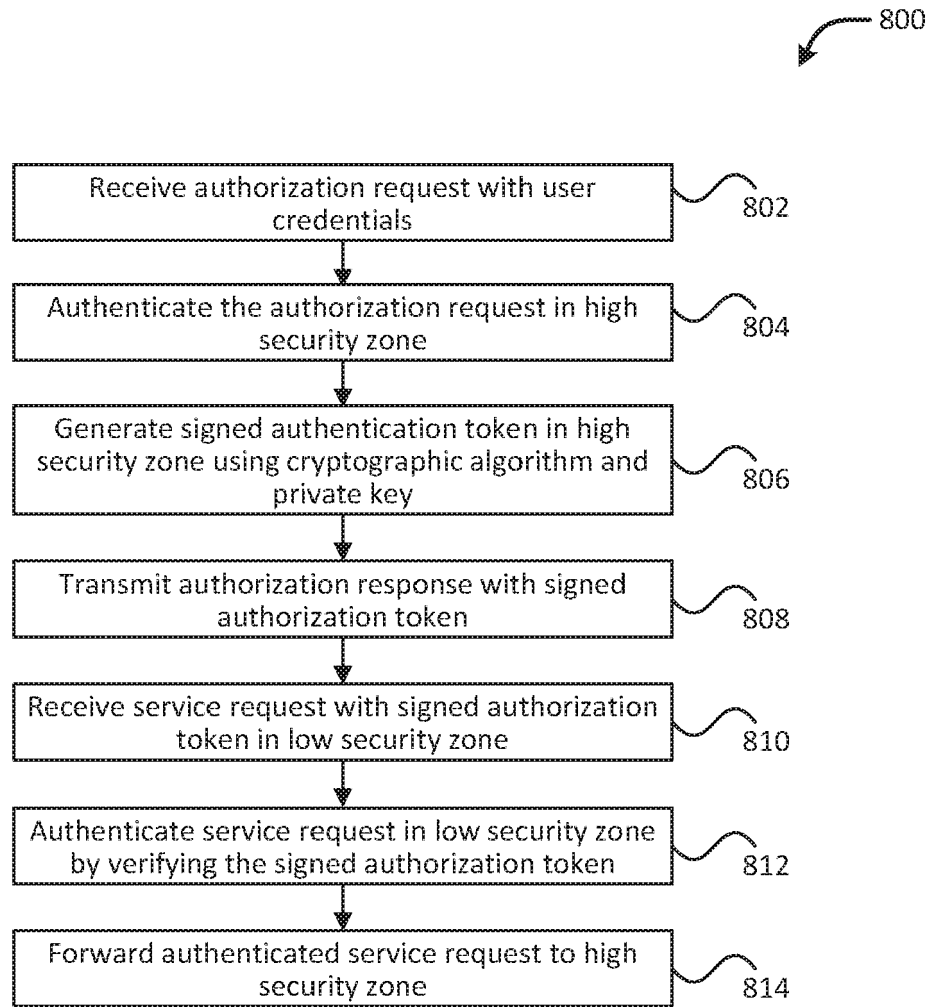 800
Receive authorization request with user
credentials
802
Authenticate the authorization request in high
security zone
804
Generate signed authentication token in high
security zone using cryptographic algorithm and
private key
806
Transmit authorization response with signed
authorization token
808
Receive service request with signed authorization
token in low security zone
810
Authenticate service request in low security zone
by verifying the signed authorization token
812
Forward authenticated service request to high
security zone
814